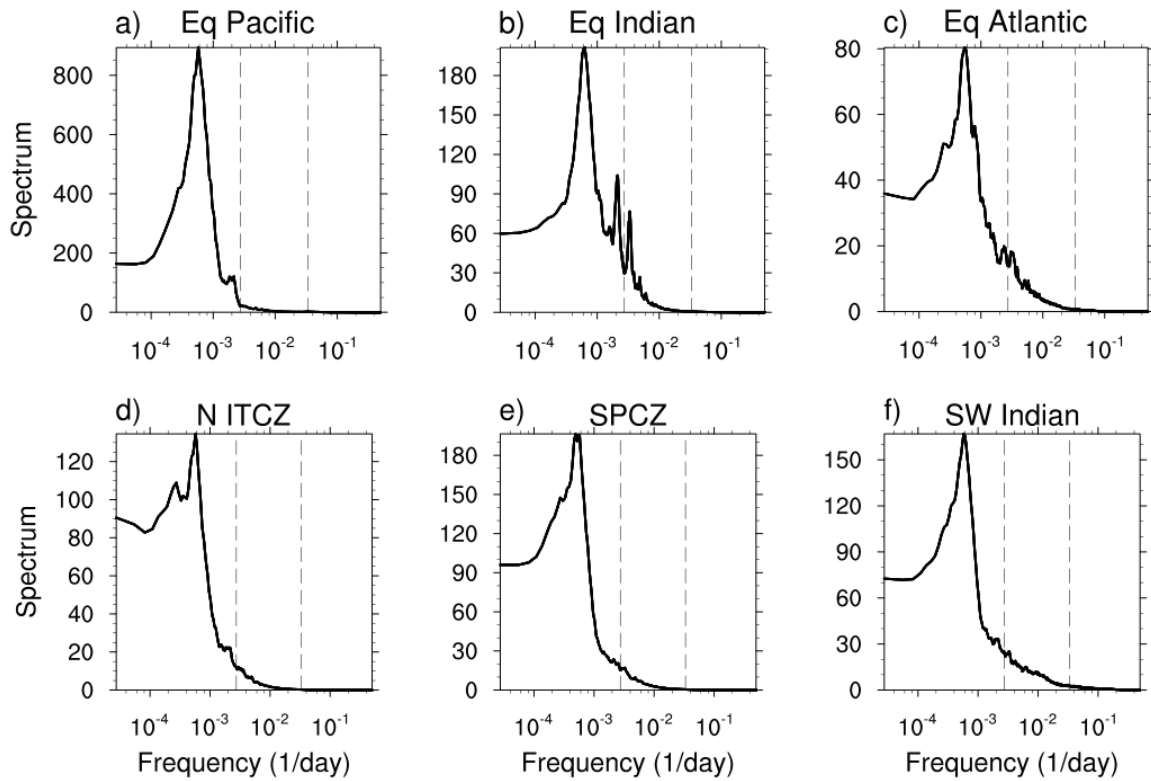 a) Eq Pacific
b) Eq Indian
c) Eq Atlantic
Spectrum
800
600
400
200
0
10^-4 10^-3 10^-2 10^-1
180
150
120
90
60
30
0
10^-4 10^-3 10^-2 10^-1
80
60
40
20
0
10^-4 10^-3 10^-2 10^-1
d) N ITCZ
e) SPCZ
f) SW Indian
Spectrum
120
100
80
60
40
20
0
10^-4 10^-3 10^-2 10^-1
Frequency (1/day)
180
150
120
90
60
30
0
10^-4 10^-3 10^-2 10^-1
Frequency (1/day)
150
120
90
60
30
0
10^-4 10^-3 10^-2 10^-1
Frequency (1/day)